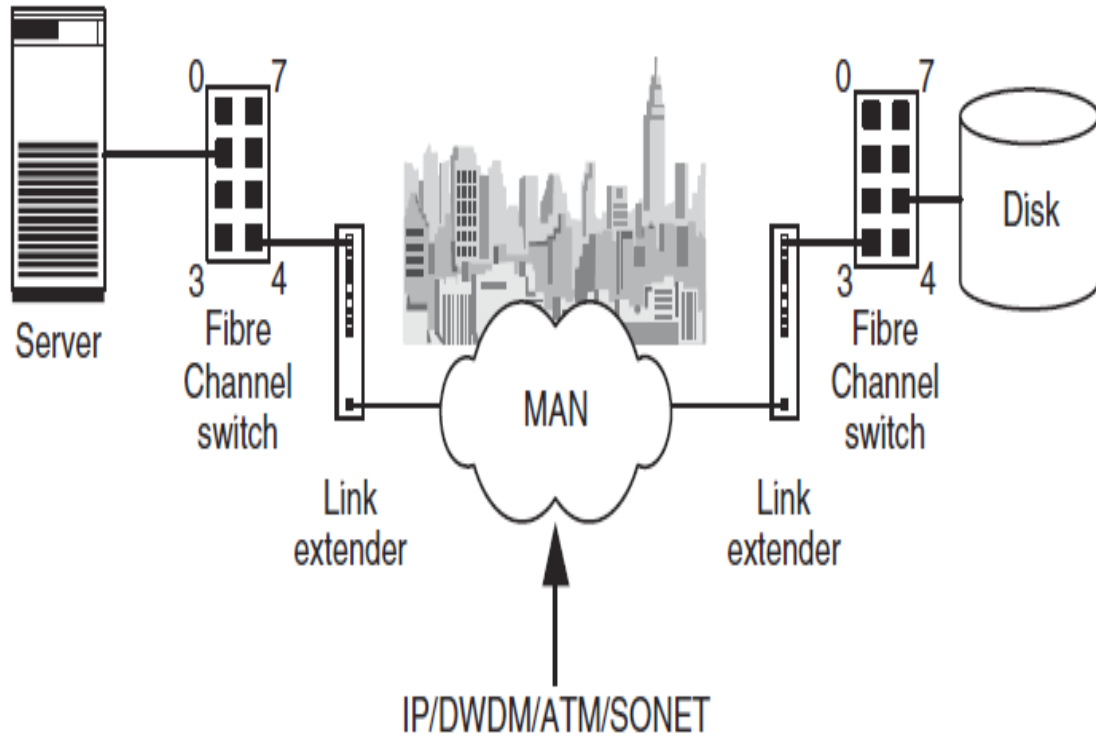 0 7
0 7
3 4
3 4
Server
Fibre
Channel
switch
Link
extender
MAN
Link
extender
Fibre
Channel
switch
Disk
IP/DWDM/ATM/SONET